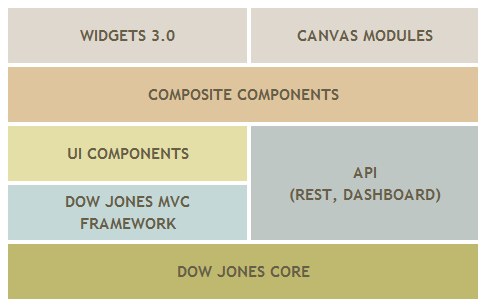 WIDGETS 3.0
CANVAS MODULES
COMPOSITE COMPONENTS
UI COMPONENTS
API
(REST, DASHBOARD)
DOW JONES MVC
FRAMEWORK
DOW JONES CORE